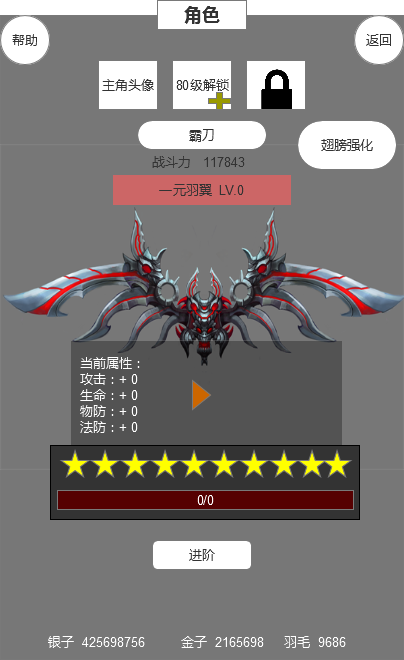 角色
帮助
返回
主角头像
80级解锁
霸刀
翅膀强化
战斗力 117843
一元羽翼 LV.0
当前属性：
攻击：+ 0
生命：+ 0
物防：+ 0
法防：+ 0
0/0
进阶
银子 425698756 金子 2165698 羽毛 9686